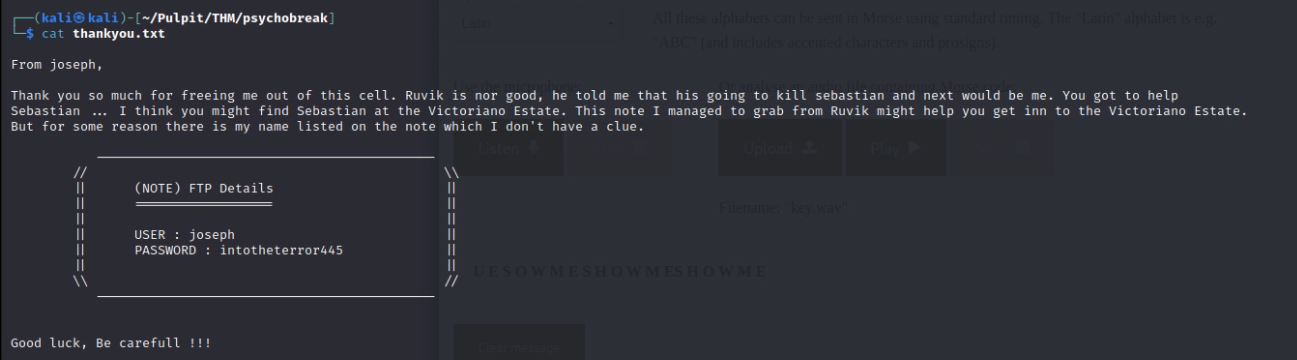 (kali㉿kali)-[~/Pulpit/THM/psychobreak]
$ cat thankyou.txt
From joseph,
Thank you so much for freeing me out of this cell. Ruvik is nor good, he told me that his going to kill sebastian and next would be me. You got to help
Sebastian ... I think you might find Sebastian at the Victoriano Estate. This note I managed to grab from Ruvik might help you get inn to the Victoriano Estate.
But for some reason there is my name listed on the note which I don't have a clue.
// \\
|| (NOTE) FTP Details ||
|| ================== ||
|| ||
|| USER : joseph ||
|| PASSWORD : intotheterror445 ||
|| ||
\\ //
Good luck, Be carefull !!!
Latin
All these alphabets can be sent in Morse using standard timing. The "Latin" alphabet is e.g.
"ABC" (and includes accented characters and prosigns).
Listen
Upload
Play
Filename: "key.wav"
U E S O W M E S H O W M E S H O W M E
Clear message